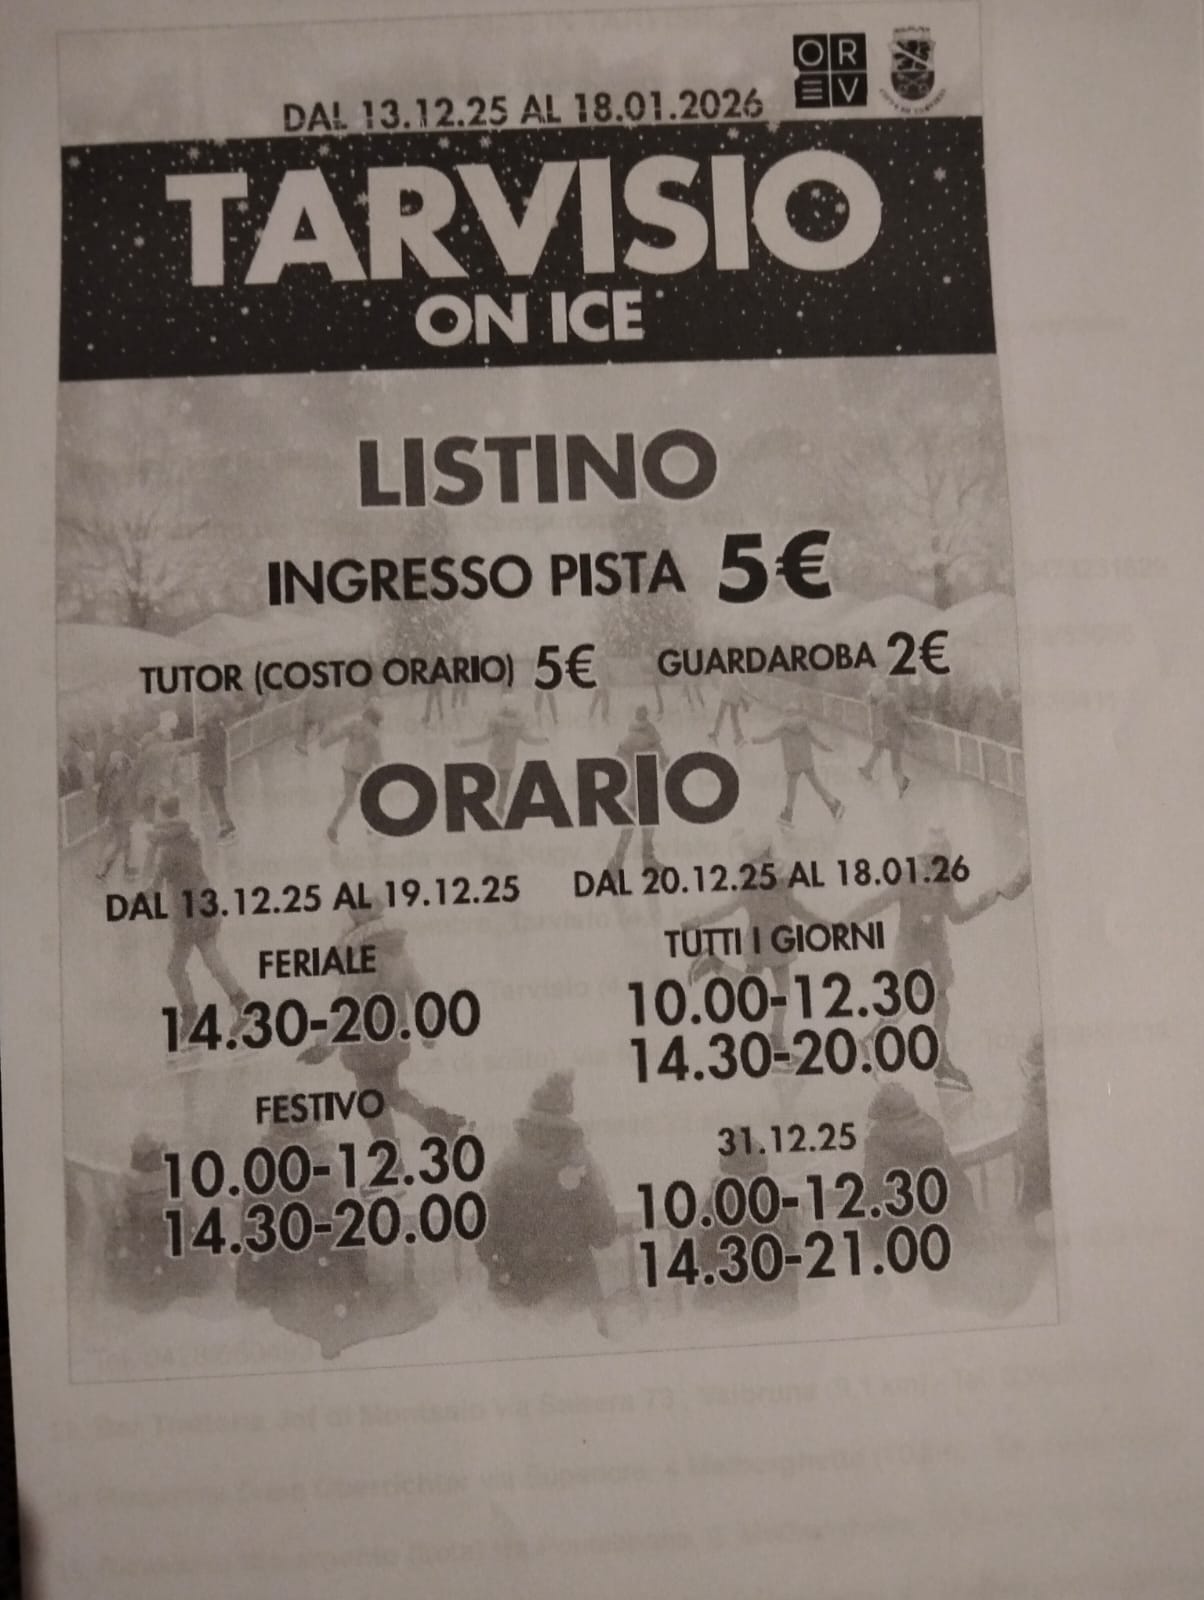 OR
EV
DAL 13.12.25 AL 18.01.2026
TARVISIO
ON ICE
LISTINO
INGRESSO PISTA 5€
TUTOR (COSTO ORARIO) 5€ GUARDAROBA 2€
ORARIO
DAL 13.12.25 AL 19.12.25
FERIALE
14.30-20.00
FESTIVO
10.00-12.30
14.30-20.00
DAL 20.12.25 AL 18.01.26
TUTTI I GIORNI
10.00-12.30
14.30-20.00
31.12.25
10.00-12.30
14.30-21.00